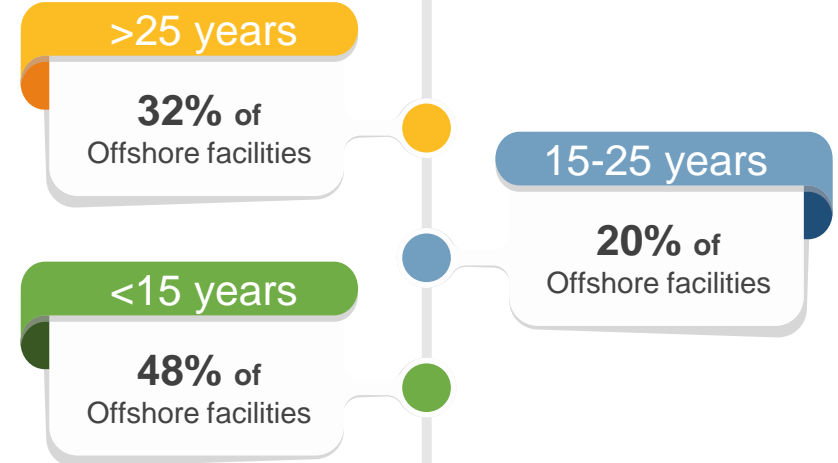 >25 years
32% of
Offshore facilities
15-25 years
20% of
Offshore facilities
<15 years
48% of
Offshore facilities